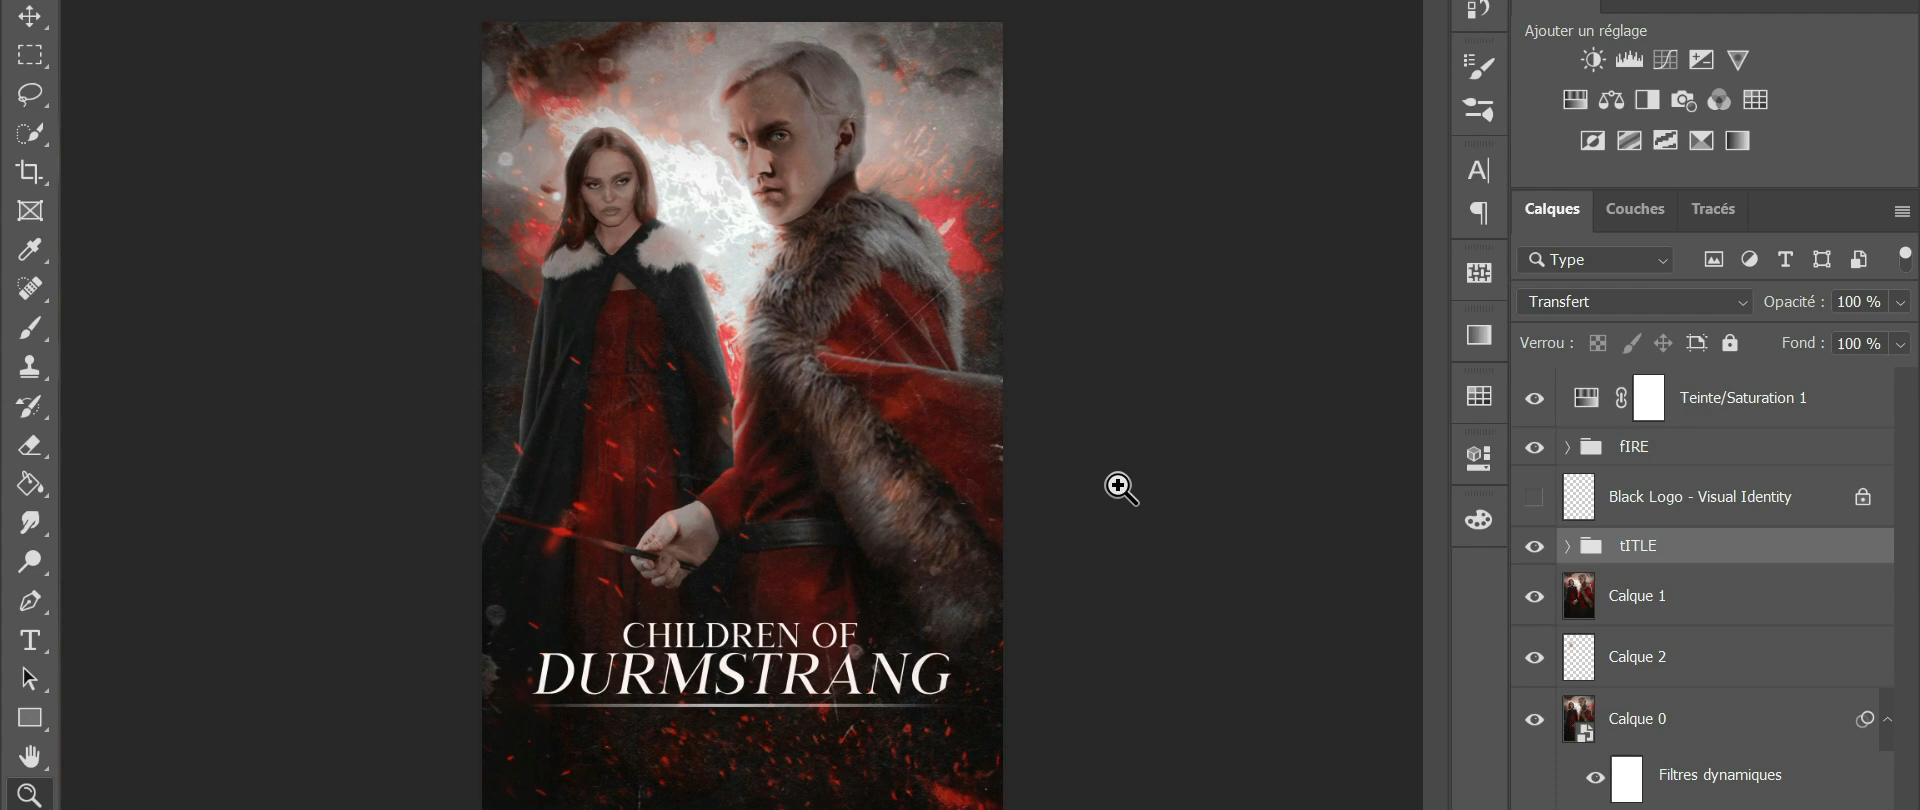 Ajouter un réglage
Calques Couches Tracés
Type
Transfert Opacité : 100 %
Verrou : Fond : 100 %
Teinte/Saturation 1
fIRE
Black Logo - Visual Identity
tITLE
Calque 1
Calque 2
Calque 0
Filtres dynamiques
CHILDREN OF
DURMSTRANG